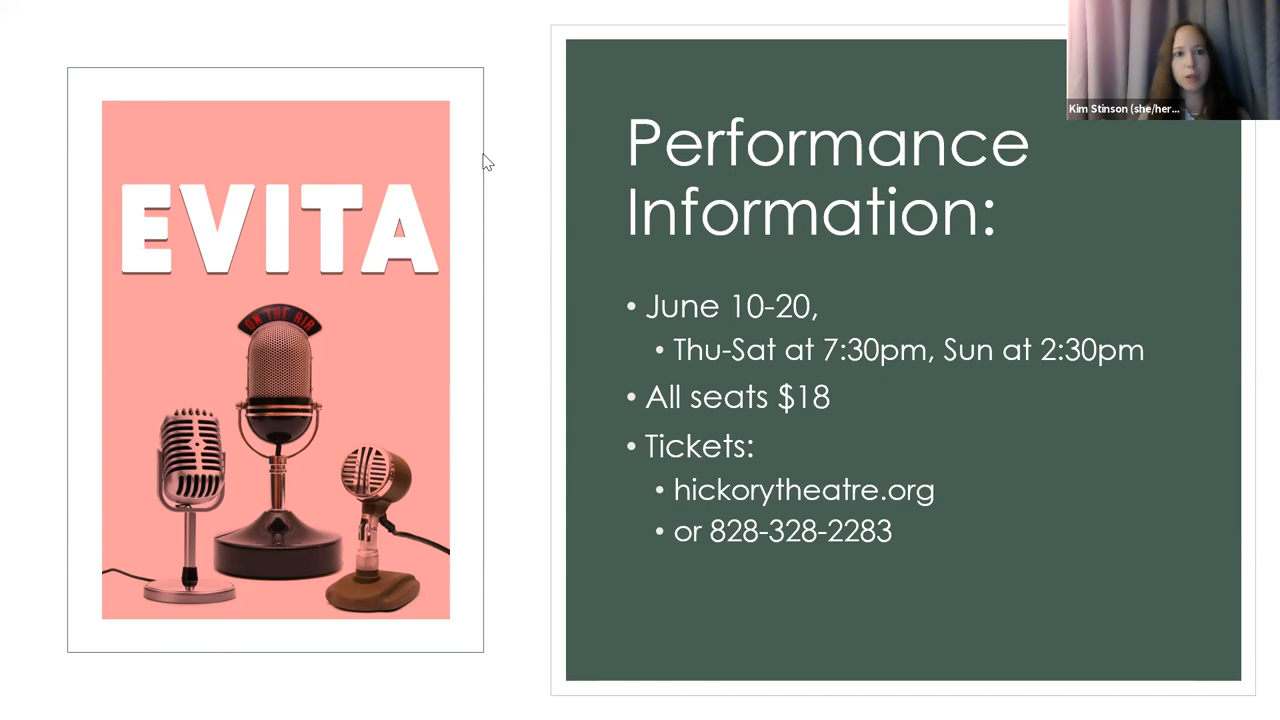 EVITA
ON THE AIR
Performance
Information:
• June 10-20,
• Thu-Sat at 7:30pm, Sun at 2:30pm
• All seats $18
• Tickets:
• hickorytheatre.org
• or 828-328-2283
Kim Stinson (she/her...